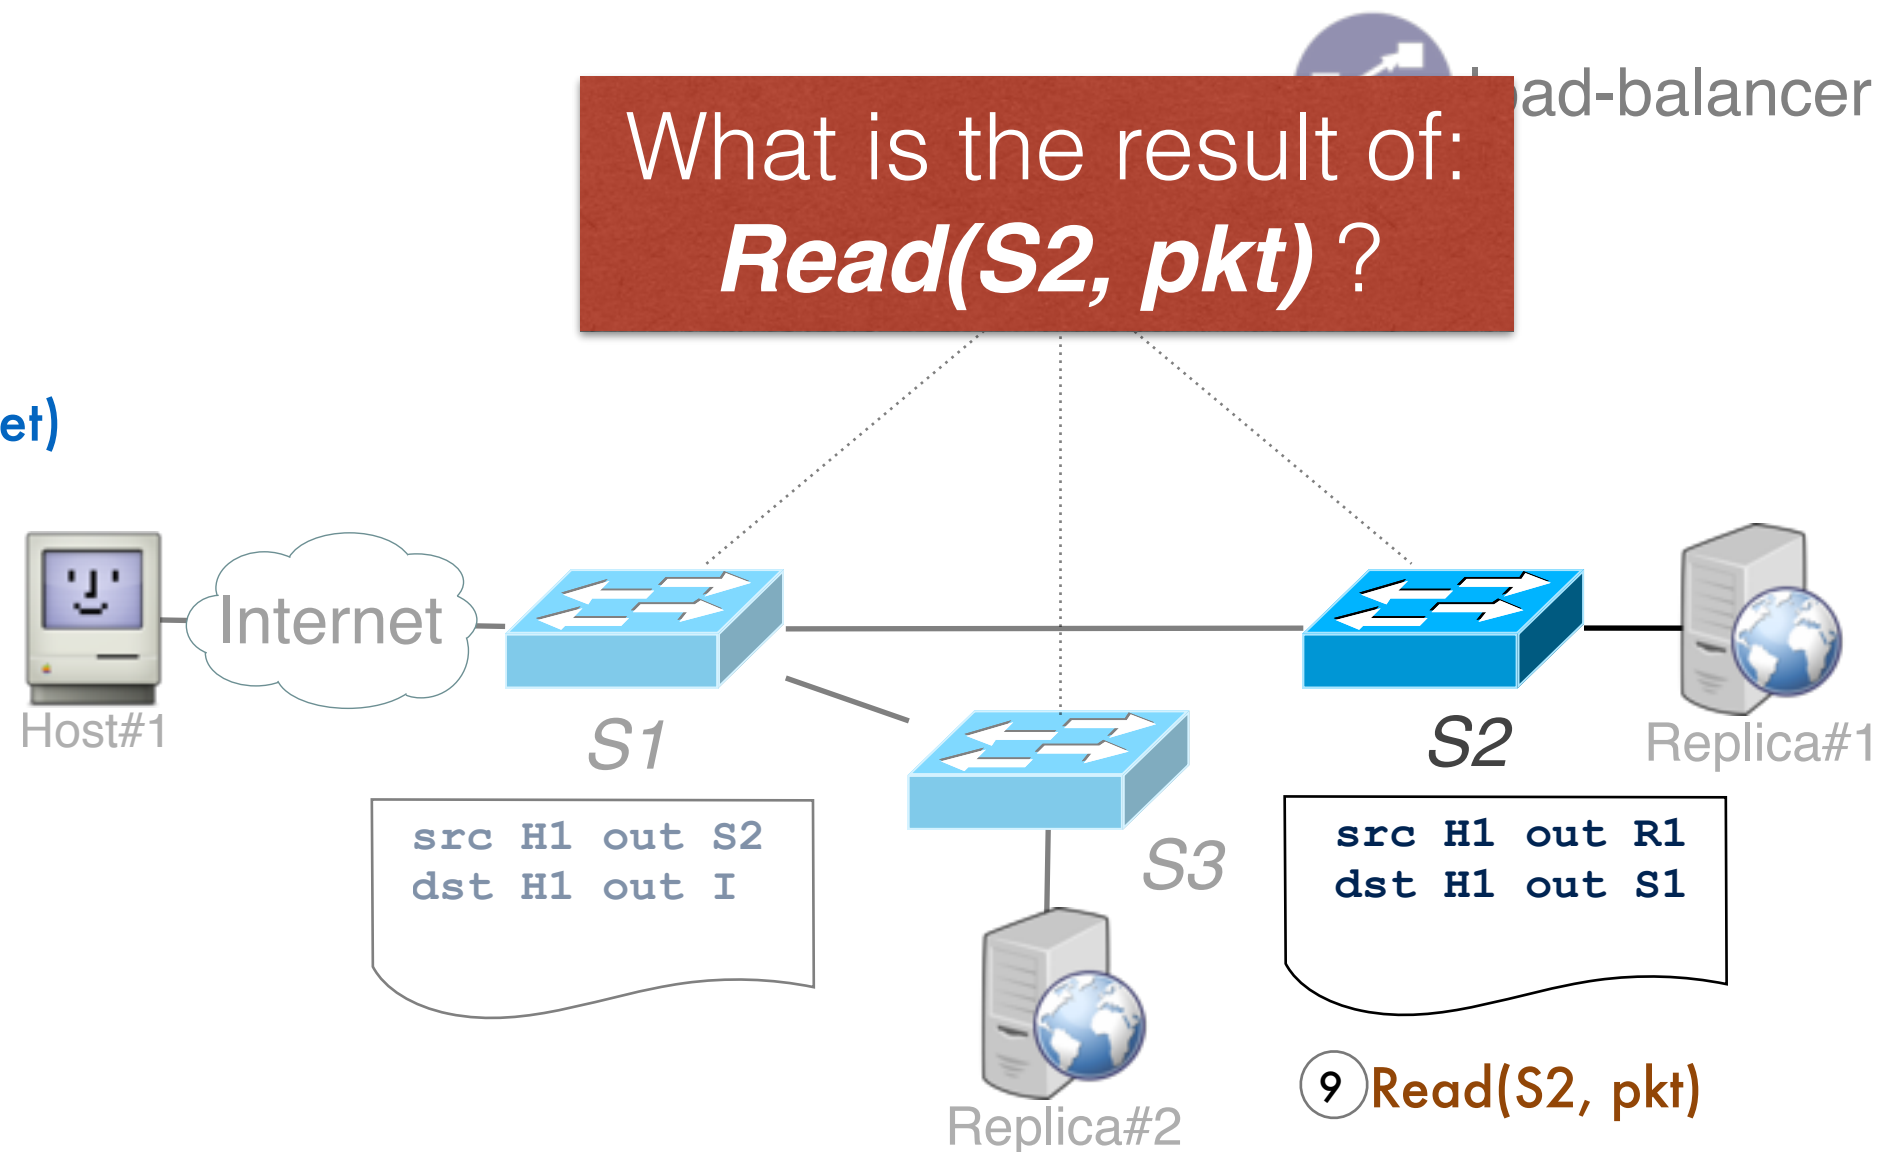 ad-balancer
What is the result of:
Read(S2, pkt) ?
et)
Internet
Host#1
S1
S2
Replica#1
S3
src H1 out S2
dst H1 out I
src H1 out R1
dst H1 out S1
9 Read(S2, pkt)
Replica#2